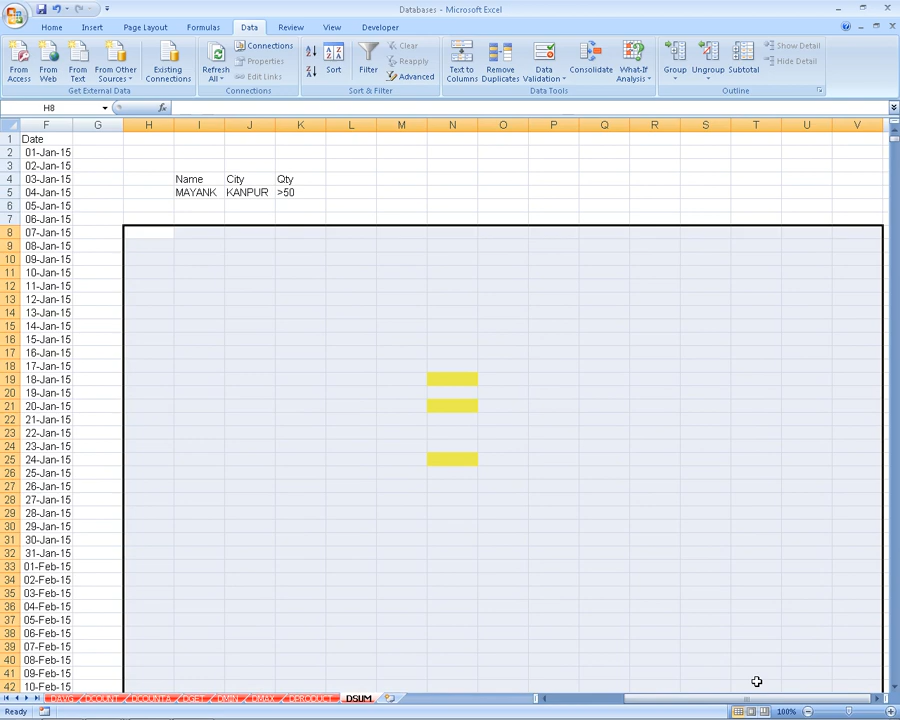 Databases - Microsoft Excel
Home Insert Page Layout Formulas Data Review View Developer
From Access From Web From Text From Other Sources Existing Connections Refresh All Connections Properties Edit Links Sort Filter Clear Reapply Advanced Text to Columns Remove Duplicates Data Validation Consolidate What-If Analysis Group Ungroup Subtotal Show Detail Hide Detail
Get External Data Connections Sort & Filter Data Tools Outline
H8 fx
F G H I J K L M N O P Q R S T U V
1 Date
2 01-Jan-15
3 02-Jan-15
4 03-Jan-15 Name City Qty
5 04-Jan-15 MAYANK KANPUR >50
6 05-Jan-15
7 06-Jan-15
8 07-Jan-15
9 08-Jan-15
10 09-Jan-15
11 10-Jan-15
12 11-Jan-15
13 12-Jan-15
14 13-Jan-15
15 14-Jan-15
16 15-Jan-15
17 16-Jan-15
18 17-Jan-15
19 18-Jan-15
20 19-Jan-15
21 20-Jan-15
22 21-Jan-15
23 22-Jan-15
24 23-Jan-15
25 24-Jan-15
26 25-Jan-15
27 26-Jan-15
28 27-Jan-15
29 28-Jan-15
30 29-Jan-15
31 30-Jan-15
32 31-Jan-15
33 01-Feb-15
34 02-Feb-15
35 03-Feb-15
36 04-Feb-15
37 05-Feb-15
38 06-Feb-15
39 07-Feb-15
40 08-Feb-15
41 09-Feb-15
42 10-Feb-15
DAVG DCOUNT DCOUNTA DGET DMIN DMAX DPRODUCT DSUM
Ready 100%